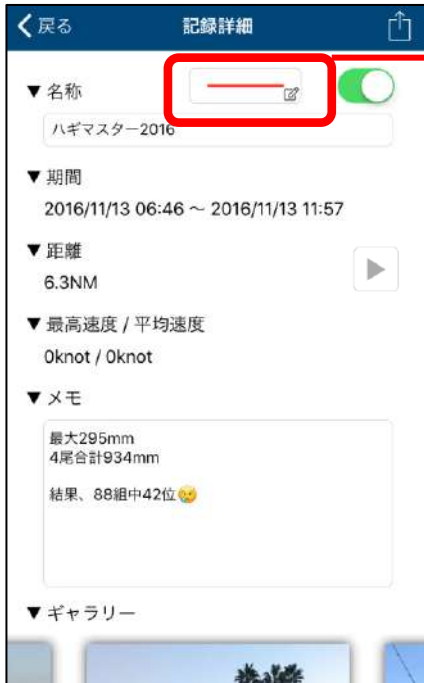 戻る 記録詳細
▼ 名称
ハギマスター2016
▼ 期間
2016/11/13 06:46 ～ 2016/11/13 11:57
▼ 距離
6.3NM
▼ 最高速度 / 平均速度
0knot / 0knot
▼ メモ
最大295mm
4尾合計934mm
結果、88組中42位😢
▼ ギャラリー